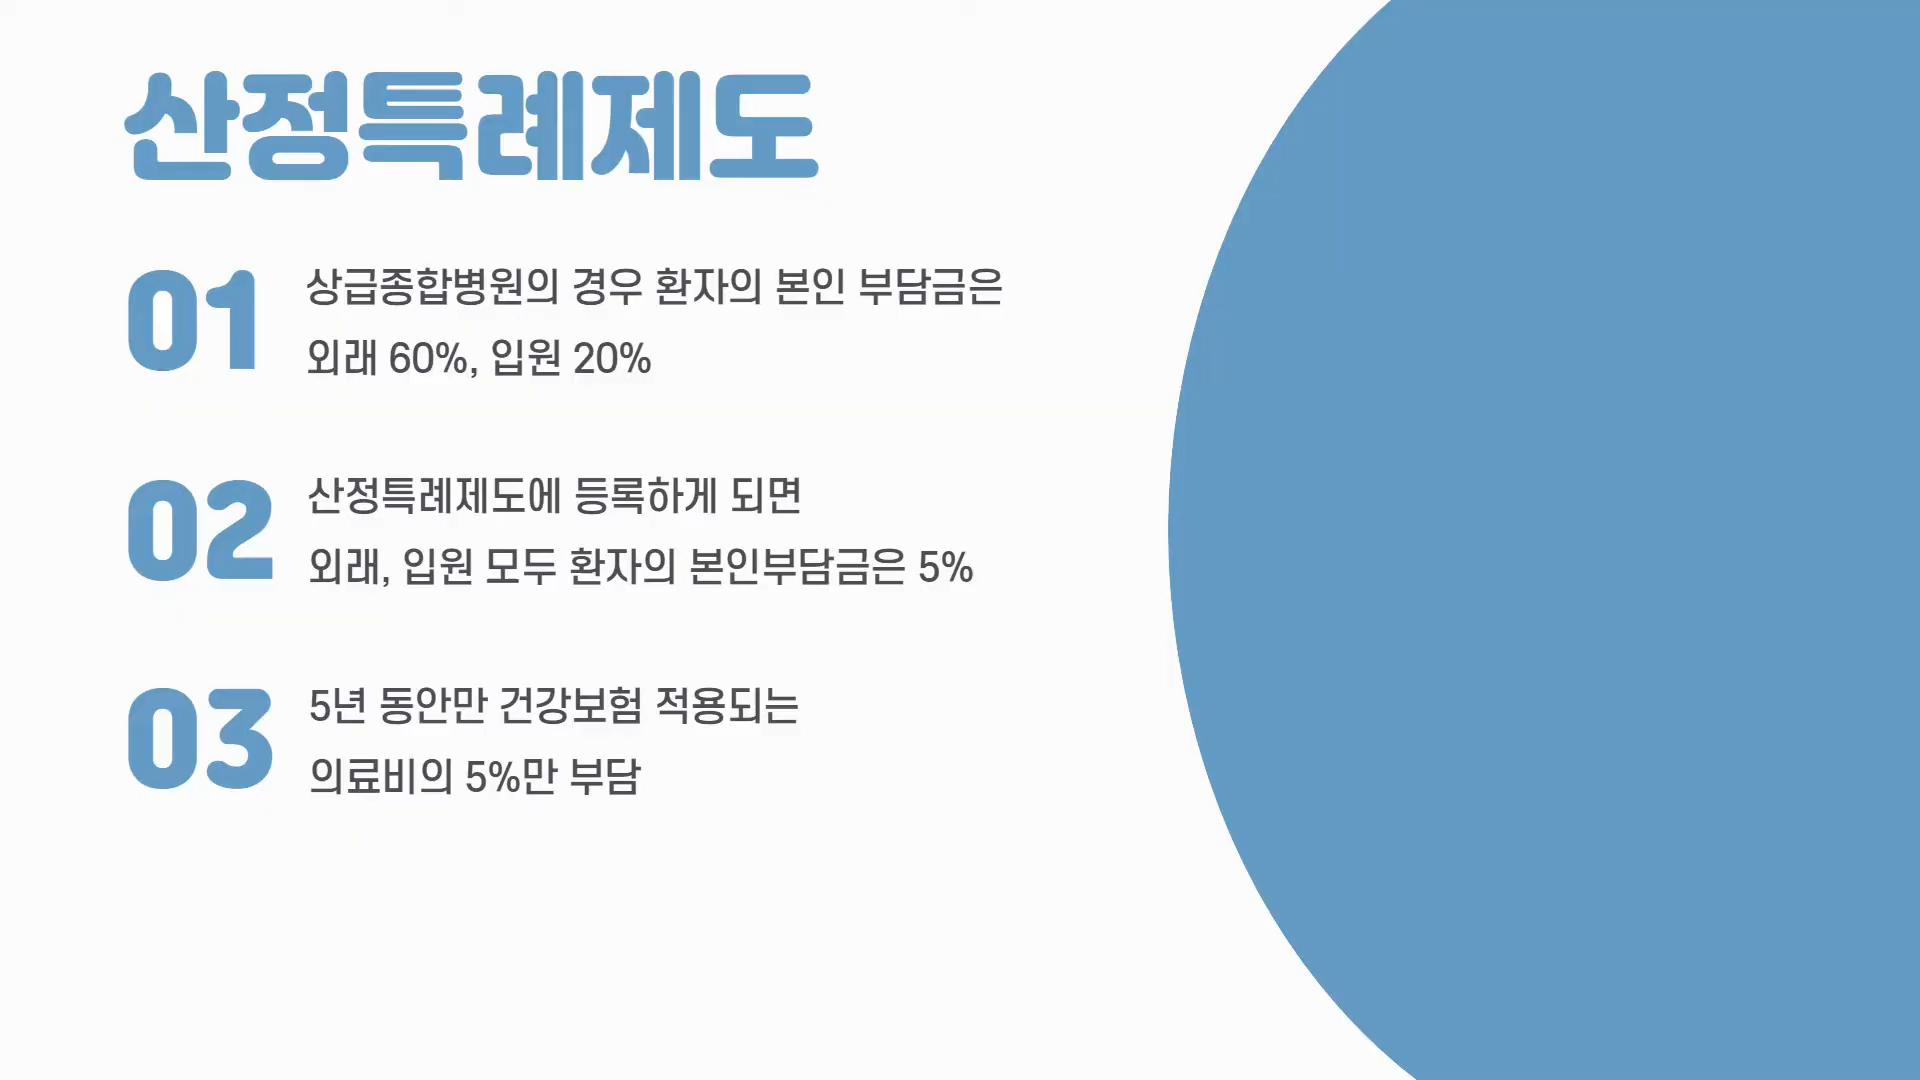 산정특례제도
01
상급종합병원의 경우 환자의 본인 부담금은
외래 60%, 입원 20%
02
산정특례제도에 등록하게 되면
외래, 입원 모두 환자의 본인부담금은 5%
03
5년 동안만 건강보험 적용되는
의료비의 5%만 부담